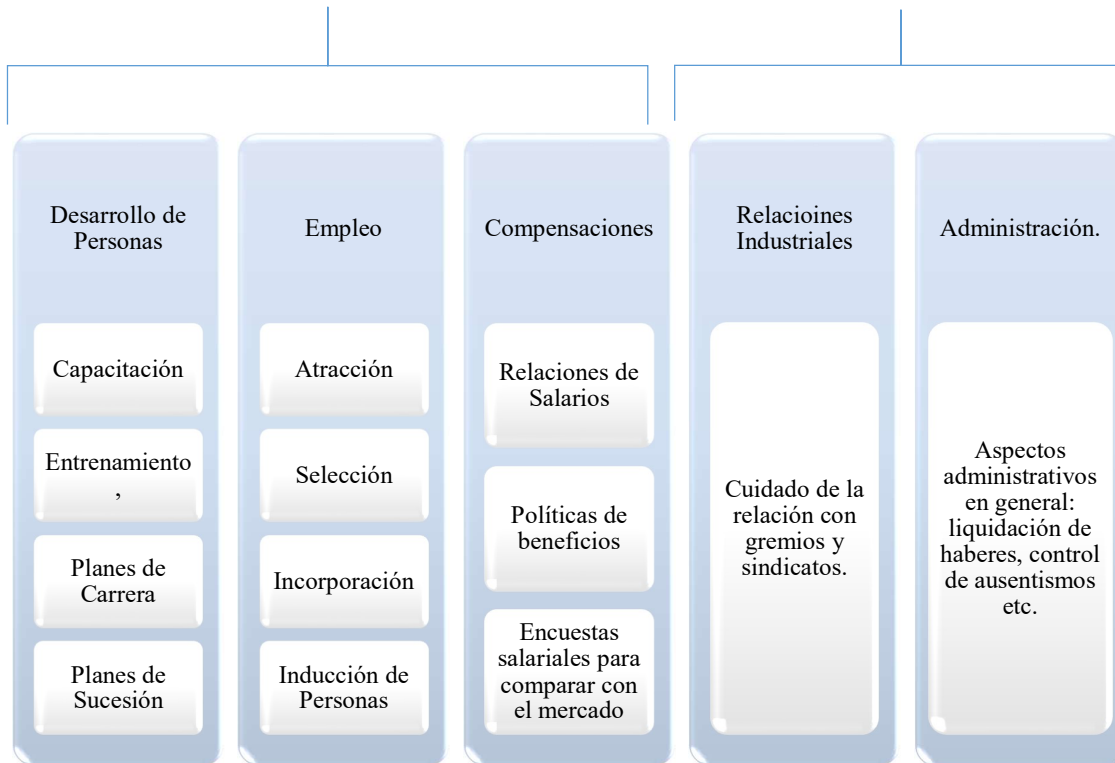 Desarrollo de
Personas
Capacitación
Entrenamiento
,
Planes de
Carrera
Planes de
Sucesión
Empleo
Atracción
Selección
Incorporación
Inducción de
Personas
Compensaciones
Relaciones de
Salarios
Políticas de
beneficios
Encuestas
salariales para
comparar con
el mercado
Relacioines
Industriales
Cuidado de la
relación con
gremios y
sindicatos.
Administración.
Aspectos
administrativos
en general:
liquidación de
haberes, control
de ausentismos
etc.